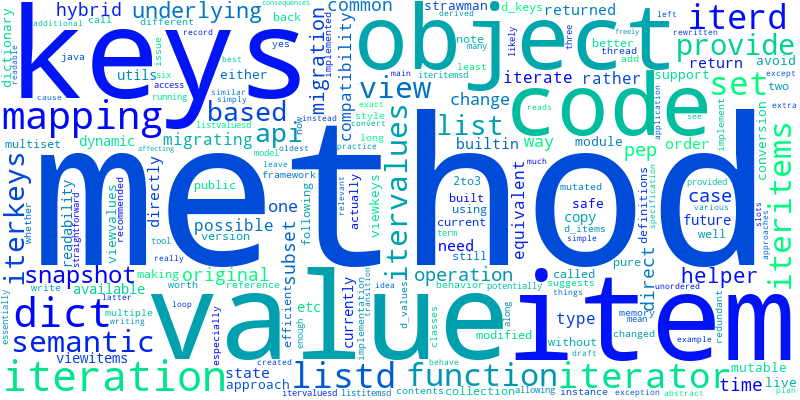 keys
method
object
value
item
code
mapping
dict
semantic
iteration
function
iterator
listd
iteritems
itervalues
iterkeys
view
list
set
provide
iterd
api
based
snapshot
helper
operation
underlying
hybrid
migration
compatibility
strawman
d_keys
returned
common
note
many
iteritemsd
least
style
convert
exact
consequences
derived
additional
call
back
dictionary
readable
different
record
issue
yes
six
best
java
utils
access
running
similar
simply
cause
either
implemented
likely
three
thread
freely
add
rewritten
left
better
iterate
rather
support
return
avoid
main
except
two
application
extra
see
implement
reads
change
builtin
way
module
pep
order
conversion
practice
long
instead
now
model
oldest
leave
framework
migrating
dynamic
listvaluesd
multiset
affecting
viewvalues
readability
whether
straightforward
recommended
directly
possible
public
version
one
following
relevant
actually
viewkeys
term
current
built
using
still
need
2to3
much
equivalent
mutated
safe
copy
d_items
simple
case
future
provided
various
well
definitions
specification
slots
approaches
direct
pure
called
type
subset
original
available
tool
really
making
worth
reference
efficient
etc
currently
implementation
transition
behavior
potentially
idea
d_values
along
suggests
things
without
changed
memory
redundant
unordered
mean
example
time
mutable
live
plan
abstract
exception
instance
allowing
draft
behave
modified
classes
collection
contents
enough
created
listitemsd
itervaluesd
state
approach
loop
especially
multiple
writing
latter
write
essentially
viewitems